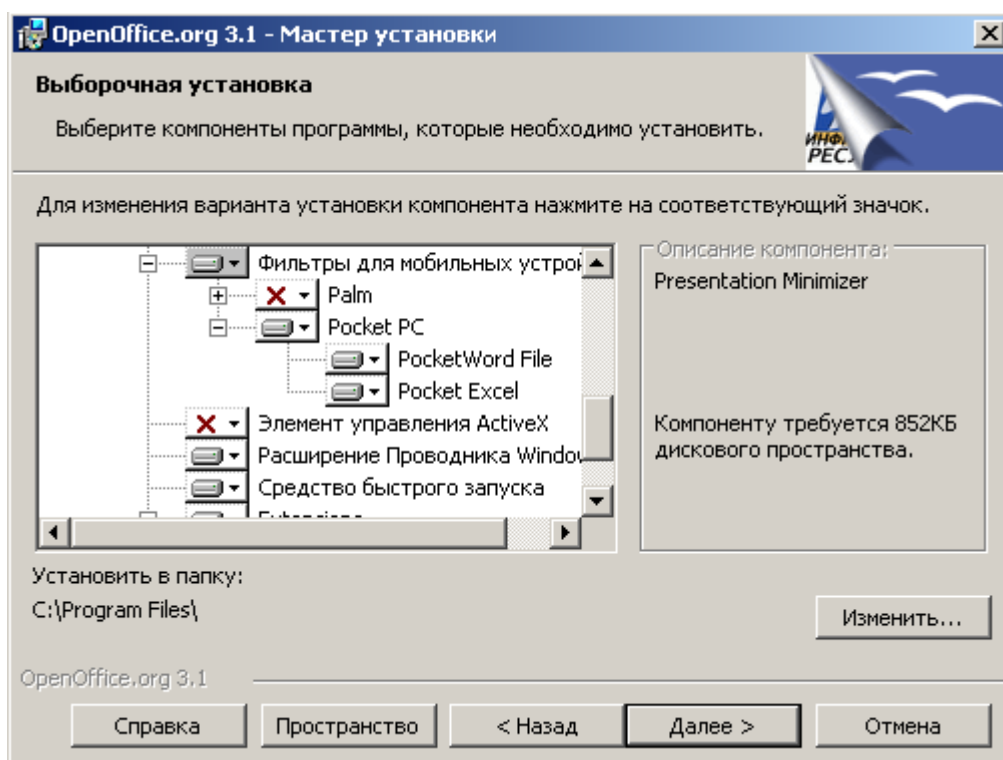 OpenOffice.org 3.1 - Мастер установки
Выборочная установка
Выберите компоненты программы, которые необходимо установить.
Для изменения варианта установки компонента нажмите на соответствующий значок.
Фильтры для мобильных устрой
Palm
Pocket PC
PocketWord File
Pocket Excel
Элемент управления ActiveX
Расширение Проводника Window
Средство быстрого запуска
Extensions
Описание компонента:
Presentation Minimizer
Компоненту требуется 852КБ
дискового пространства.
Установить в папку:
C:\Program Files\
Изменить...
OpenOffice.org 3.1
Справка
Пространство
< Назад
Далее >
Отмена